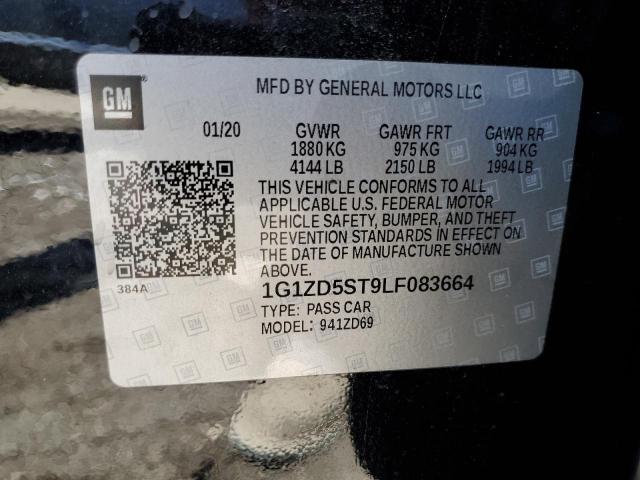 GM
MFD BY GENERAL MOTORS LLC
01/20 GVWR GAWR FRT GAWR RR
1880 KG 975 KG 904 KG
4144 LB 2150 LB 1994 LB
THIS VEHICLE CONFORMS TO ALL
APPLICABLE U.S. FEDERAL MOTOR
VEHICLE SAFETY, BUMPER, AND THEFT
PREVENTION STANDARDS IN EFFECT ON
THE DATE OF MANUFACTURE SHOWN
ABOVE.
384A
1G1ZD5ST9LF083664
TYPE: PASS CAR
MODEL: 941ZD69